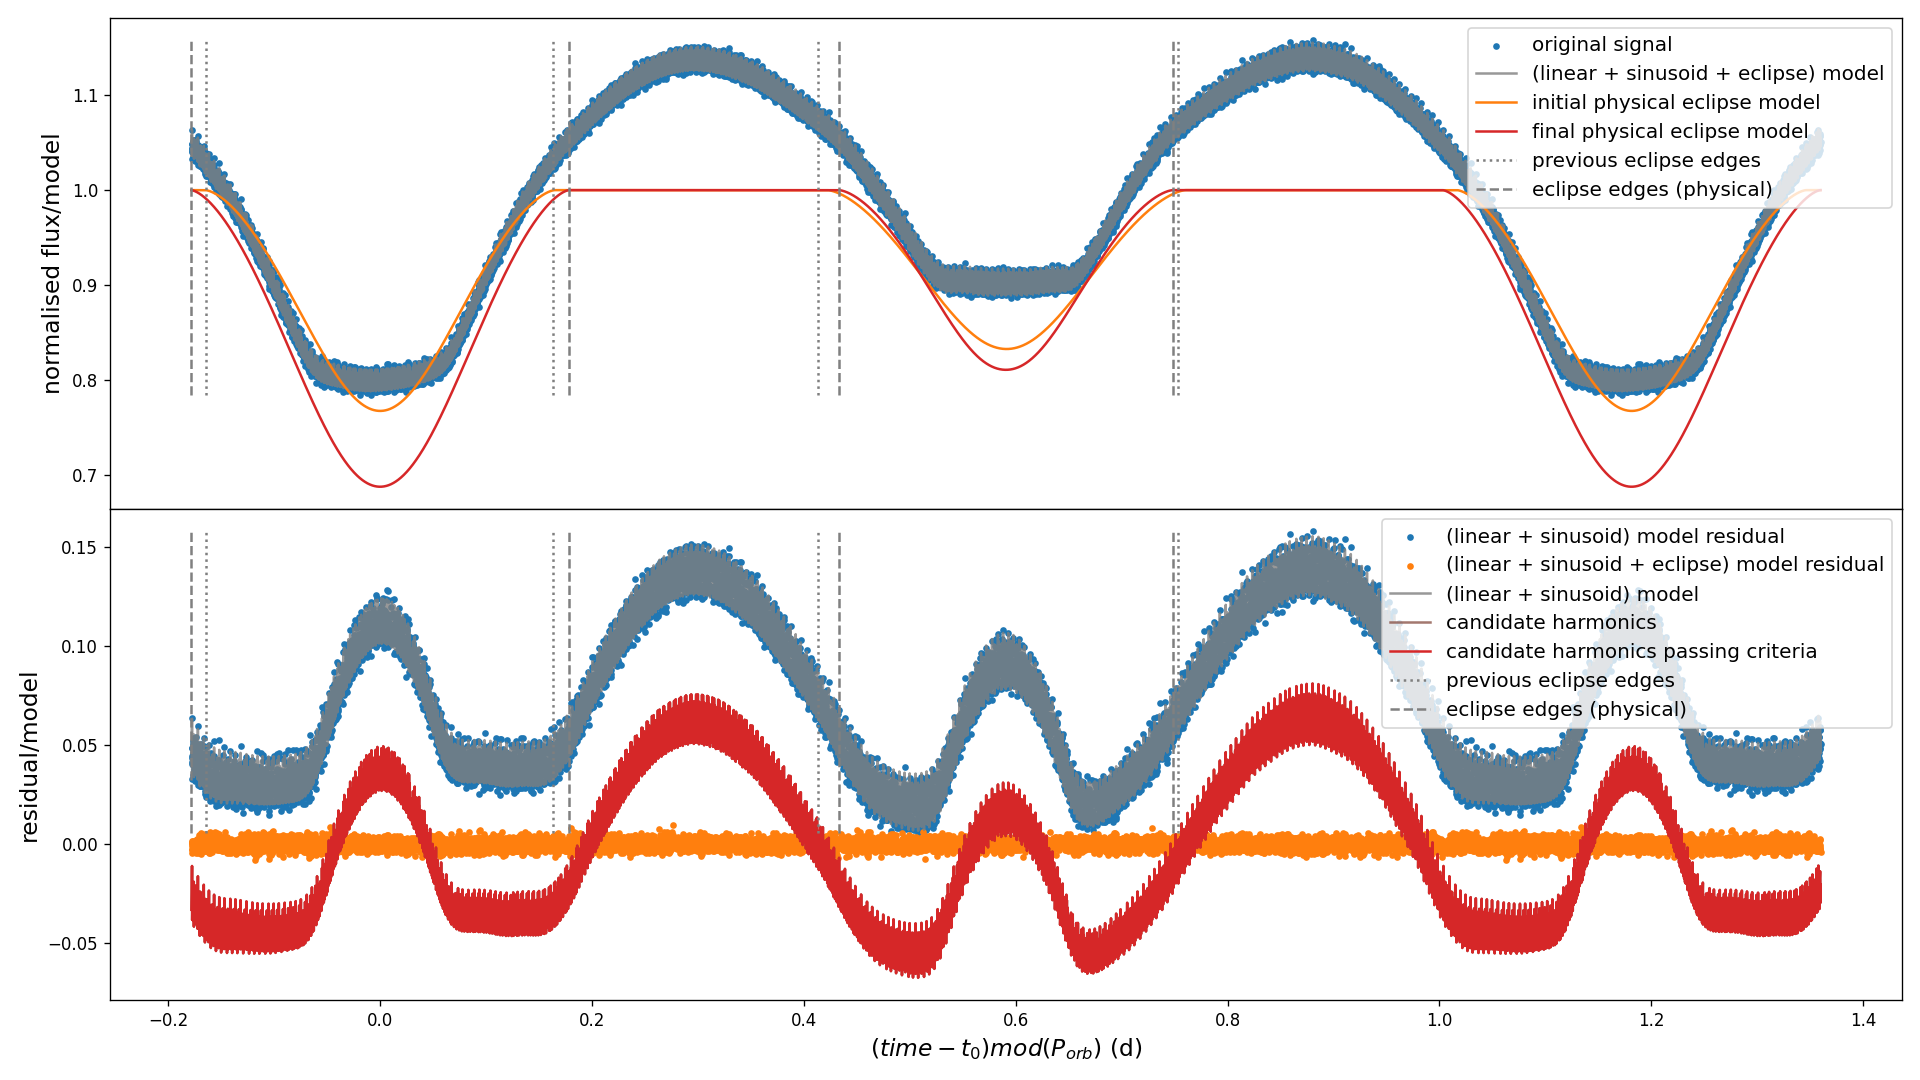 normalised flux/model
1.1
1.0
0.9
0.8
0.7
original signal
(linear + sinusoid + eclipse) model
initial physical eclipse model
final physical eclipse model
previous eclipse edges
eclipse edges (physical)
residual/model
0.15
0.10
0.05
0.00
−0.05
(linear + sinusoid) model residual
(linear + sinusoid + eclipse) model residual
(linear + sinusoid) model
candidate harmonics
candidate harmonics passing criteria
previous eclipse edges
eclipse edges (physical)
−0.2 0.0 0.2 0.4 0.6 0.8 1.0 1.2 1.4
(time − t₀)mod(Pₒᵣb) (d)